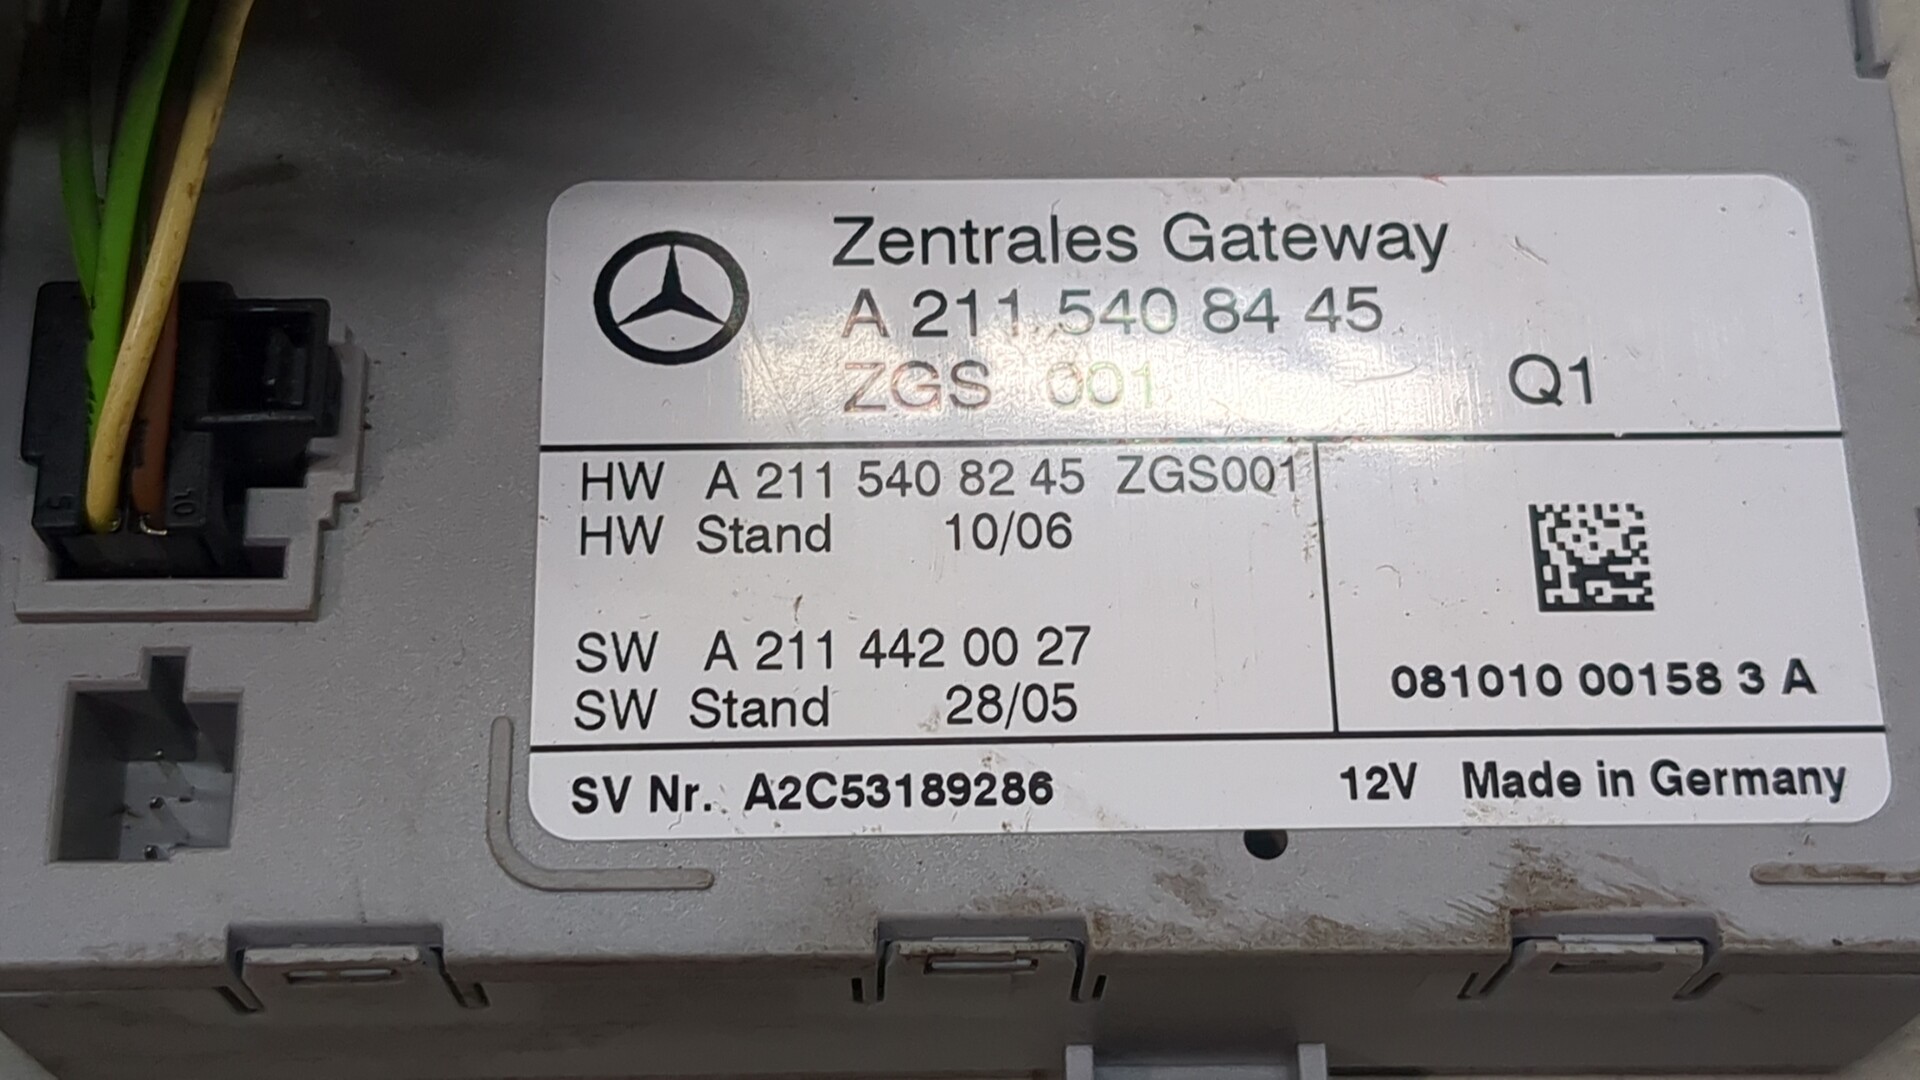 Zentrales Gateway
A 211 540 84 45
ZGS 001 Q1
HW A 211 540 82 45 ZGS001
HW Stand 10/06
SW A 211 442 00 27
SW Stand 28/05
081010 00158 3 A
SV Nr. A2C53189286
12V Made in Germany
5 10